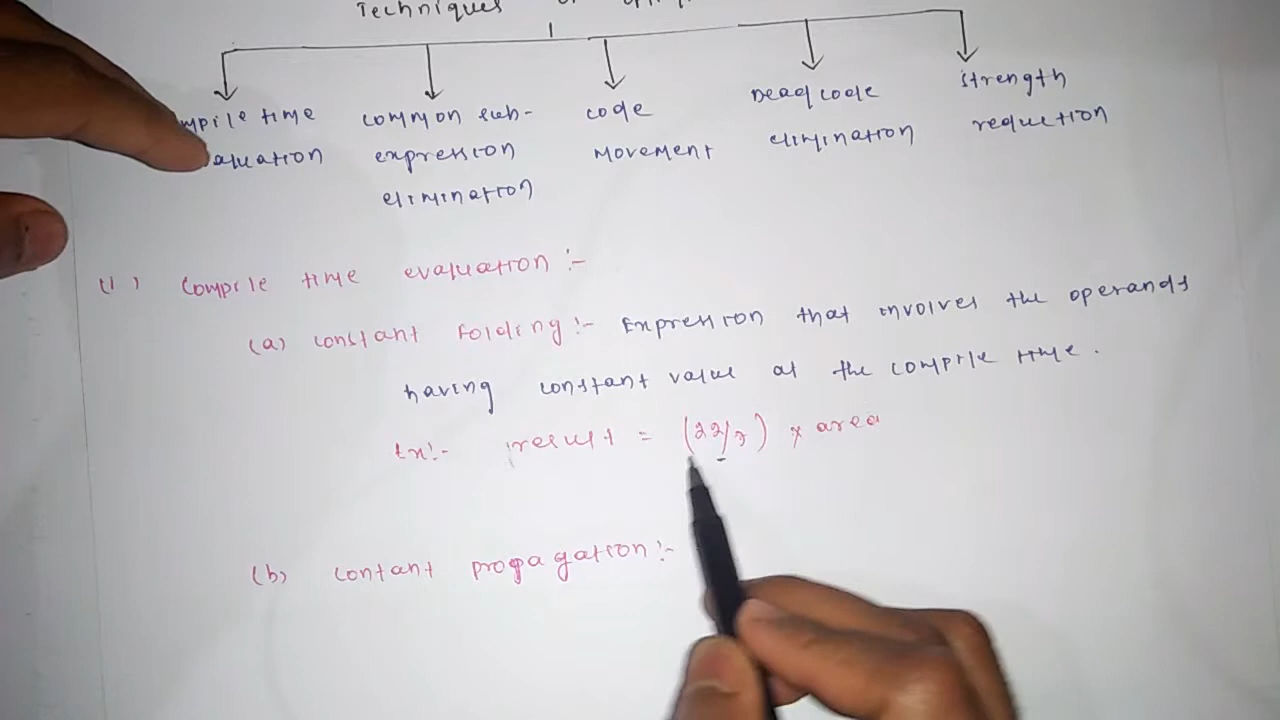 Techniques
mpile time common sub- code Deadcode strength
aluation expression movement elimination reduction
elimination
(1) compile time evaluation :-
(a) constant Folding :- Expression that involves the operands
having constant value at the compile time.
Ex:- result = (22/7) x area
(b) contant propagation :-